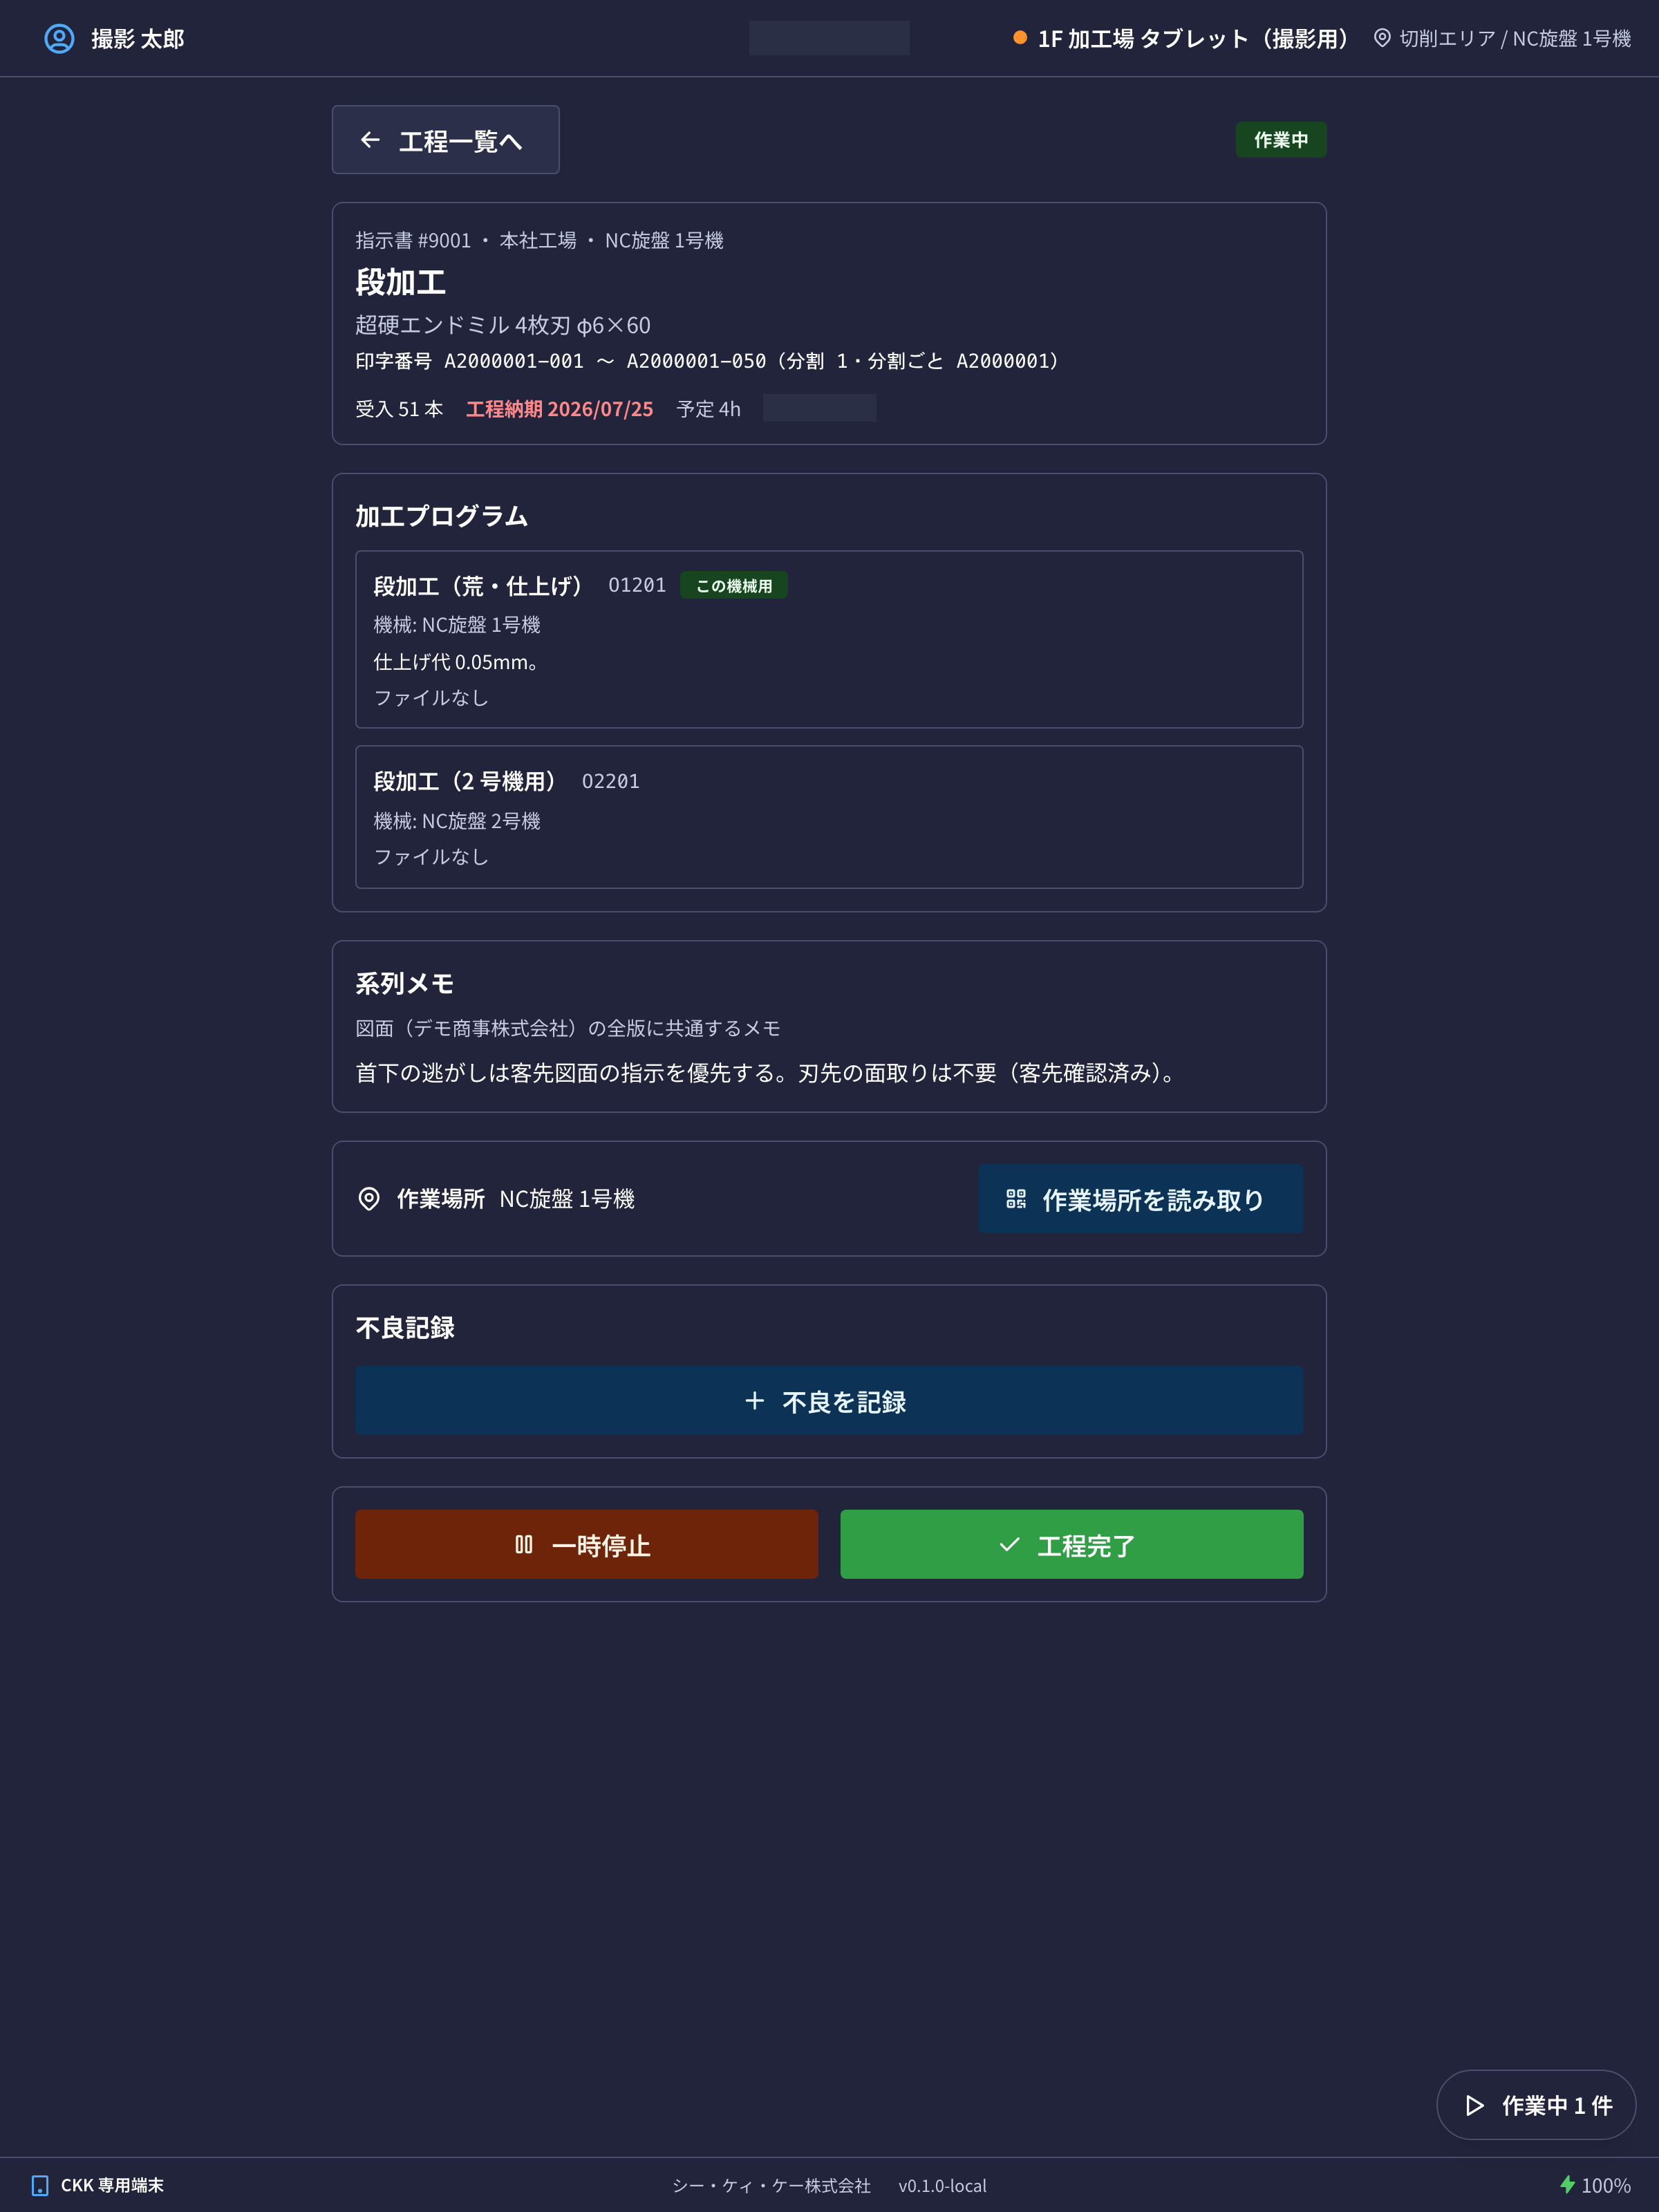 撮影 太郎
1F 加工場 タブレット（撮影用） 切削エリア / NC旋盤 1号機
工程一覧へ
作業中
指示書 #9001 ・ 本社工場 ・ NC旋盤 1号機
段加工
超硬エンドミル 4枚刃 φ6×60
印字番号 A2000001-001 ～ A2000001-050（分割 1・分割ごと A2000001）
受入 51 本 工程納期 2026/07/25 予定 4h
加工プログラム
段加工（荒・仕上げ） O1201 この機械用
機械: NC旋盤 1号機
仕上げ代 0.05mm。
ファイルなし
段加工（2 号機用） O2201
機械: NC旋盤 2号機
ファイルなし
系列メモ
図面（デモ商事株式会社）の全版に共通するメモ
首下の逃がしは客先図面の指示を優先する。刃先の面取りは不要（客先確認済み）。
作業場所 NC旋盤 1号機
作業場所を読み取り
不良記録
不良を記録
一時停止
工程完了
作業中 1 件
CKK 専用端末
シー・ケィ・ケー株式会社 v0.1.0-local
100%